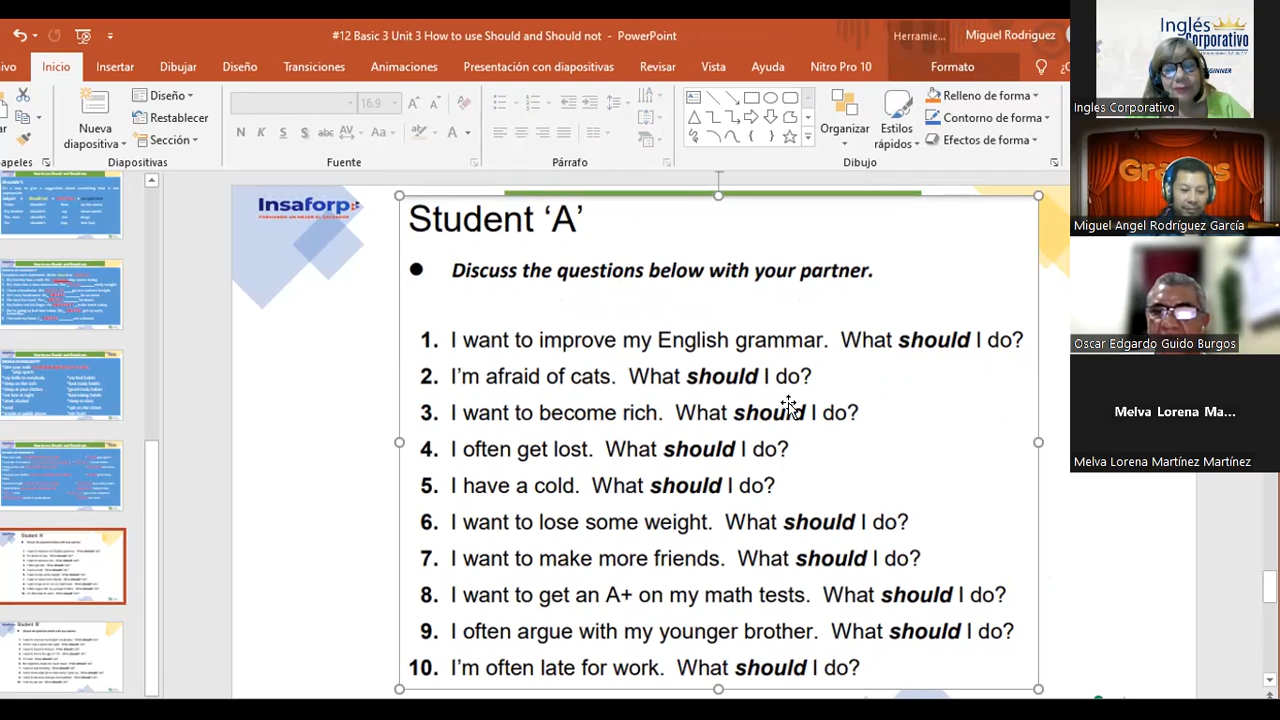 #12 Basic 3 Unit 3 How to use Should and Should not - PowerPoint
Herramie...
Miguel Rodriguez
Inicio
Insertar
Dibujar
Diseño
Transiciones
Animaciones
Presentación con diapositivas
Revisar
Vista
Ayuda
Nitro Pro 10
Formato
Nueva
diapositiva
Diseño
Restablecer
Sección
16.9
Organizar
Estilos
rápidos
Relleno de forma
Contorno de forma
Efectos de forma
Diapositivas
Fuente
Párrafo
Dibujo
Insaforp
Student ‘A’
Discuss the questions below with your partner.
1. I want to improve my English grammar. What should I do?
2. I'm afraid of cats. What should I do?
3. I want to become rich. What should I do?
4. I often get lost. What should I do?
5. I have a cold. What should I do?
6. I want to lose some weight. What should I do?
7. I want to make more friends. What should I do?
8. I want to get an A+ on my math tests. What should I do?
9. I often argue with my younger brother. What should I do?
10. I'm often late for work. What should I do?
Inglés
Corporativo
Ingles Corporativo
Miguel Angel Rodríguez García
Oscar Edgardo Guido Burgos
Melva Lorena Ma...
Melva Lorena Martínez Martínez